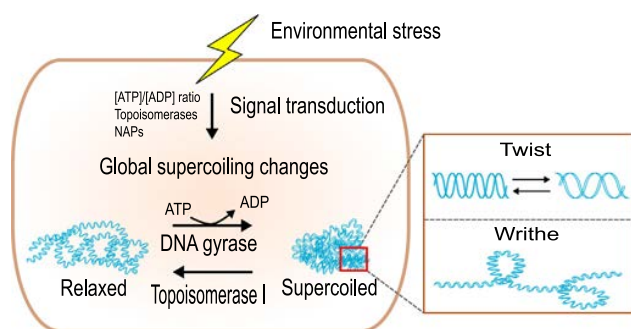 Environmental stress
[ATP]/[ADP] ratio
Topoisomerases
NAPs
Signal transduction
Global supercoiling changes
ATP
ADP
DNA gyrase
Relaxed
Topoisomerase I
Supercoiled
Twist
Writhe